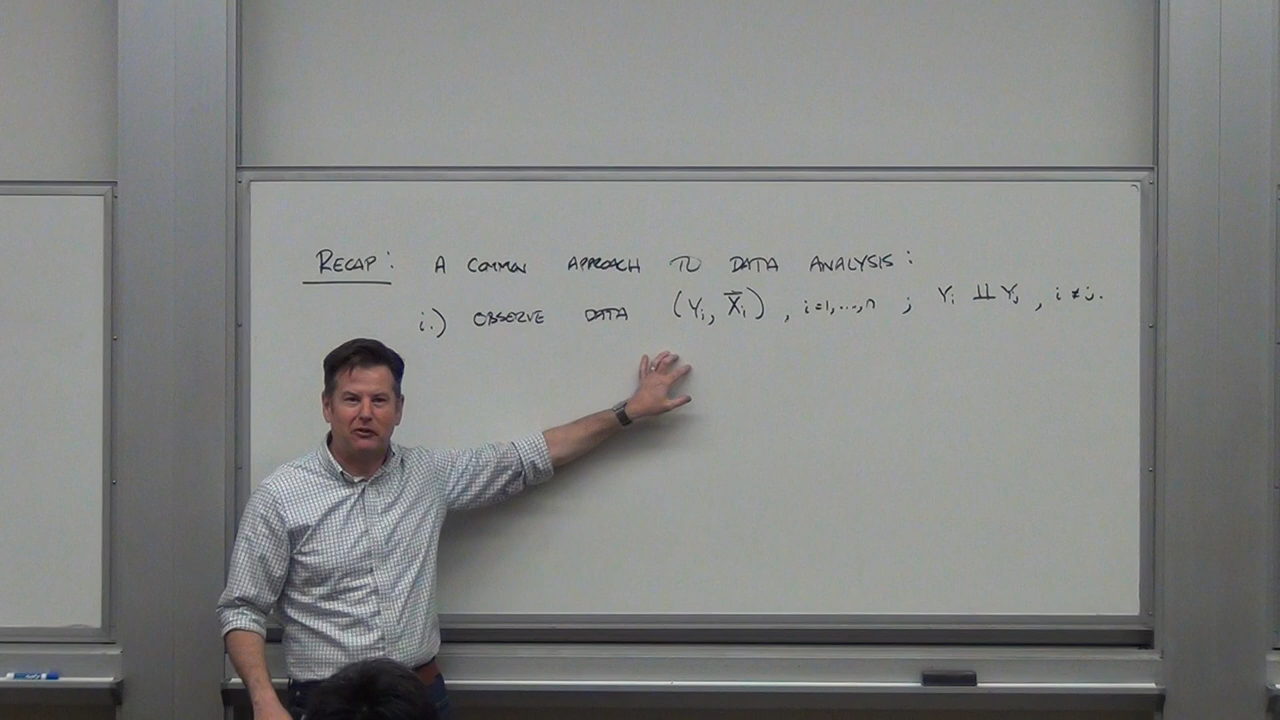 RECAP: A COMMON APPROACH TO DATA ANALYSIS:
i.) OBSERVE DATA (Yᵢ, X̄ᵢ), i=1,...,n ; Yᵢ ⫫ Yⱼ, i ≠ j.